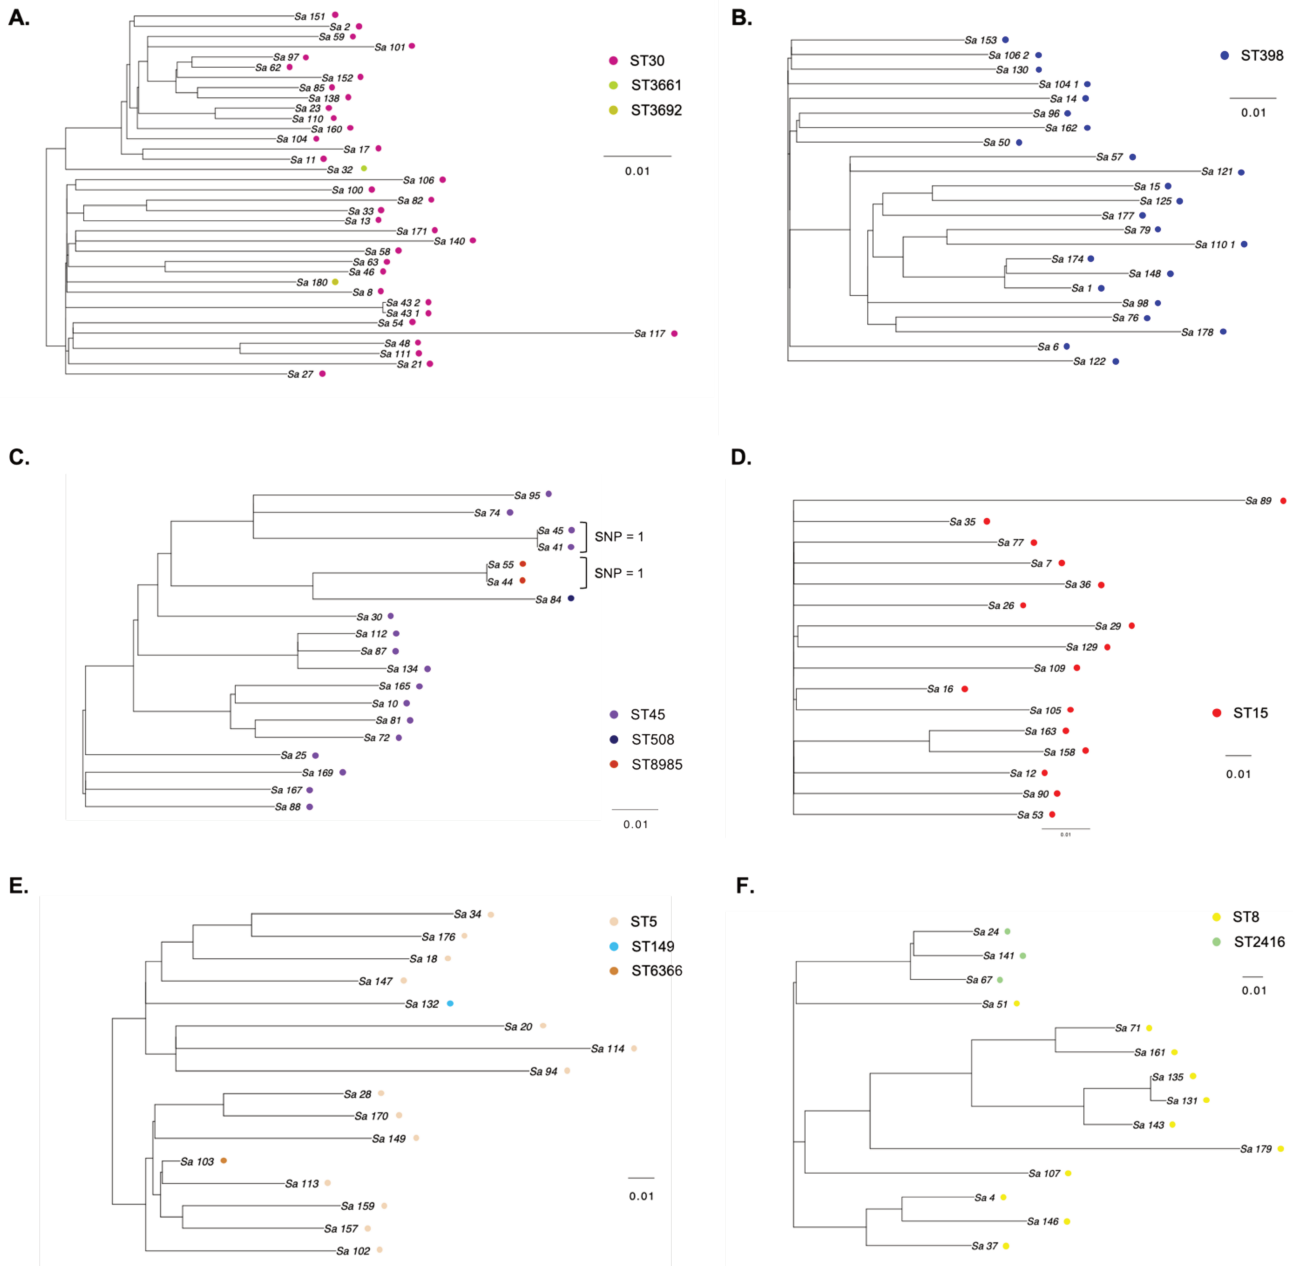 A.
Sa 151
Sa 2
Sa 59
Sa 101
Sa 97
Sa 62
Sa 152
Sa 85
Sa 138
Sa 23
Sa 110
Sa 160
Sa 104
Sa 17
Sa 11
Sa 32
Sa 106
Sa 100
Sa 82
Sa 33
Sa 13
Sa 171
Sa 140
Sa 58
Sa 63
Sa 46
Sa 180
Sa 8
Sa 43 2
Sa 43 1
Sa 54
Sa 117
Sa 48
Sa 111
Sa 21
Sa 27
ST30
ST3661
ST3692
0.01
B.
Sa 153
Sa 106 2
Sa 130
Sa 104 1
Sa 14
Sa 96
Sa 162
Sa 50
Sa 57
Sa 121
Sa 15
Sa 125
Sa 177
Sa 79
Sa 110 1
Sa 174
Sa 148
Sa 1
Sa 98
Sa 76
Sa 178
Sa 6
Sa 122
ST398
0.01
C.
Sa 95
Sa 74
Sa 45
Sa 41
SNP = 1
Sa 55
Sa 44
SNP = 1
Sa 84
Sa 30
Sa 112
Sa 87
Sa 134
Sa 165
Sa 10
Sa 81
Sa 72
Sa 25
Sa 169
Sa 167
Sa 88
ST45
ST508
ST8985
0.01
D.
Sa 89
Sa 35
Sa 77
Sa 7
Sa 36
Sa 26
Sa 29
Sa 129
Sa 109
Sa 16
Sa 105
Sa 163
Sa 158
Sa 12
Sa 90
Sa 53
0.01
ST15
0.01
E.
Sa 34
Sa 176
Sa 18
Sa 147
Sa 132
Sa 20
Sa 114
Sa 94
Sa 28
Sa 170
Sa 149
Sa 103
Sa 113
Sa 159
Sa 157
Sa 102
ST5
ST149
ST6366
0.01
F.
Sa 24
Sa 141
Sa 67
Sa 51
Sa 71
Sa 161
Sa 135
Sa 131
Sa 143
Sa 179
Sa 107
Sa 4
Sa 146
Sa 37
ST8
ST2416
0.01